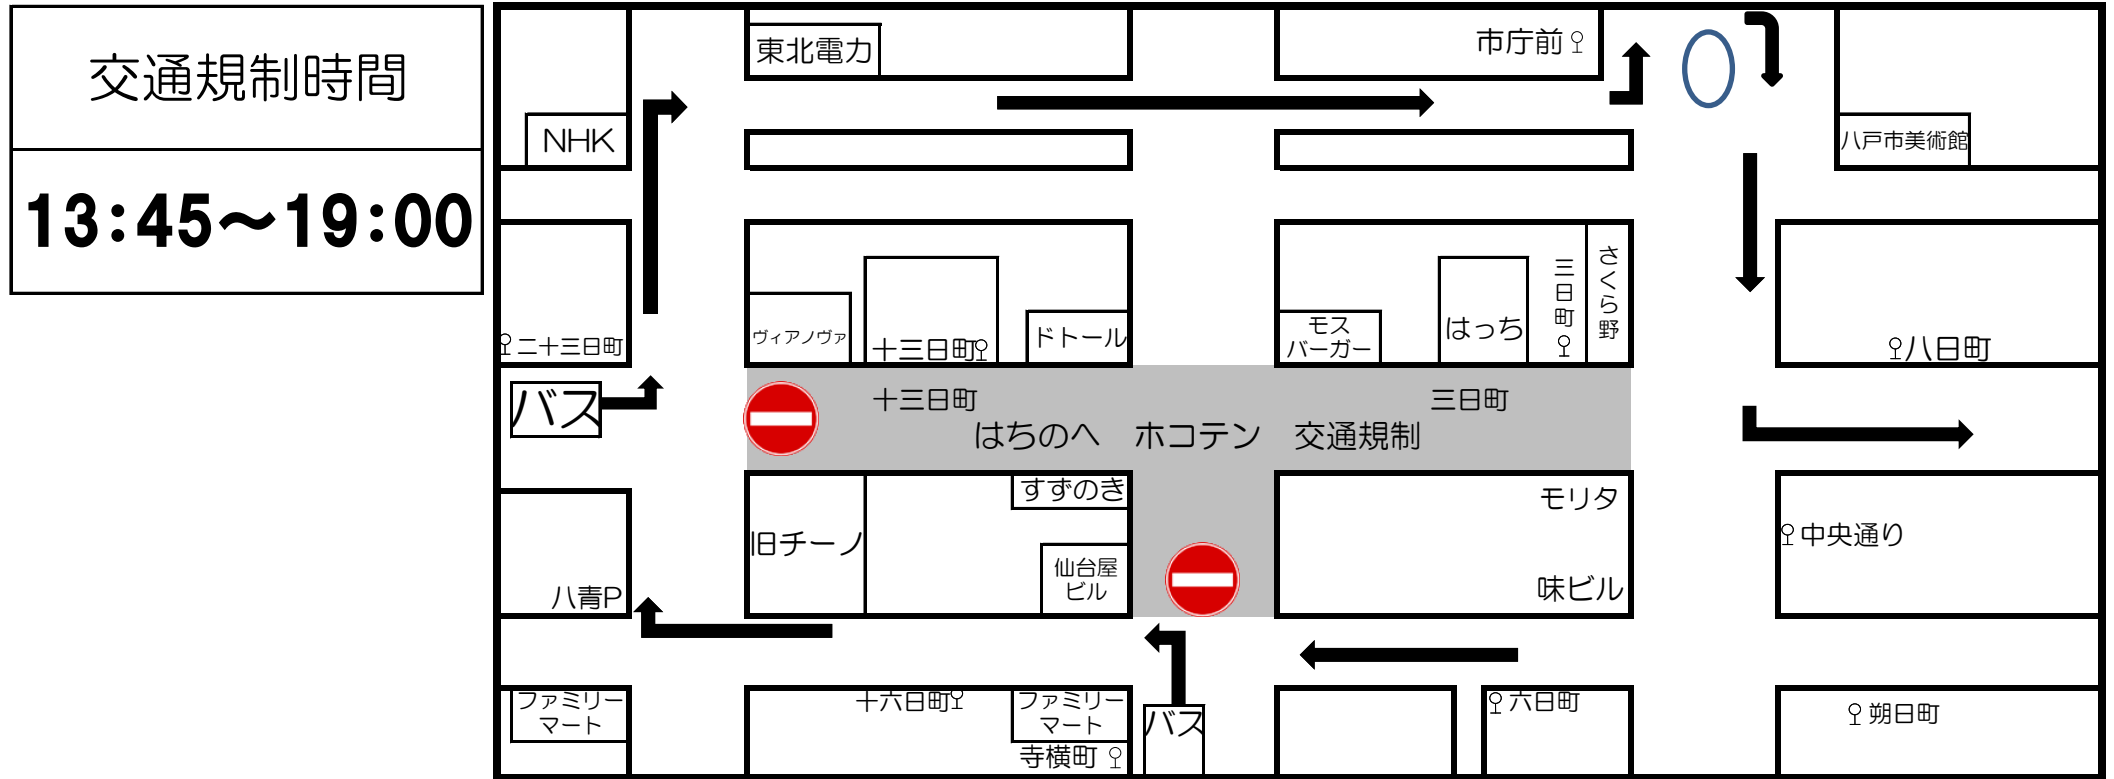 交通規制時間
13:45～19:00
東北電力
市庁前
NHK
八戸市美術館
二十三日町
ヴィアノヴァ
十三日町
ドトール
モス
バーガー
はっち
三日町
さくら野
八日町
バス
十三日町
三日町
はちのへ ホコテン 交通規制
旧チーノ
すずのき
仙台屋
ビル
モリタ
味ビル
中央通り
八青P
ファミリー
マート
十六日町
ファミリー
マート
寺横町
バス
六日町
朔日町